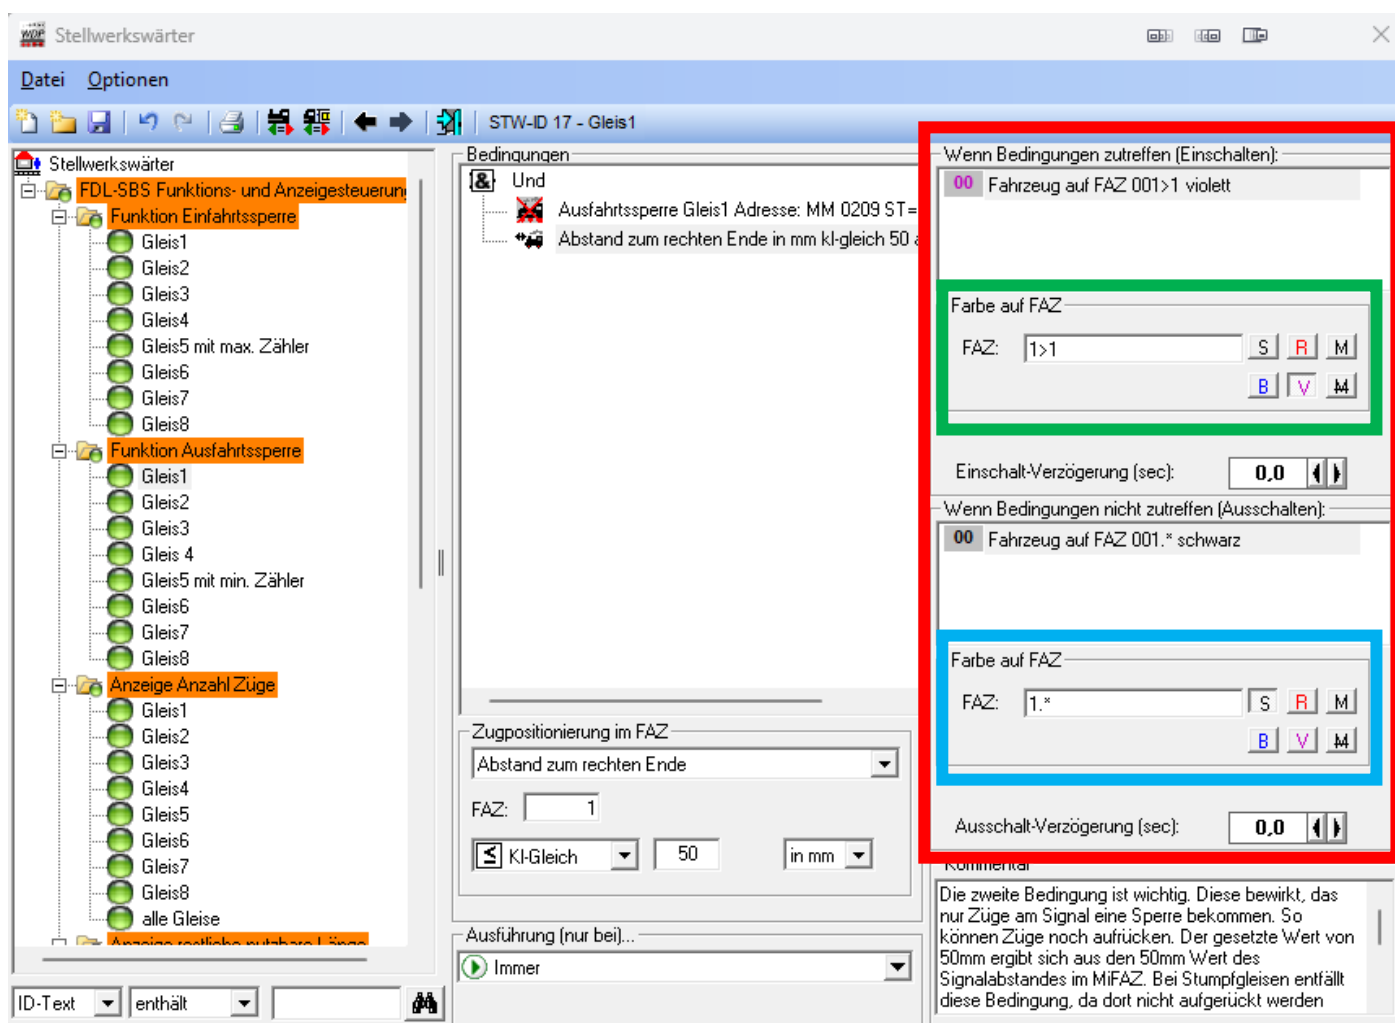 WDP Stellwerkswärter
Datei Optionen
STW-ID 17 - Gleis1
Stellwerkswärter
FDL-SBS Funktions- und Anzeigesteuerung
Funktion Einfahrtssperre
Gleis1
Gleis2
Gleis3
Gleis4
Gleis5 mit max. Zähler
Gleis6
Gleis7
Gleis8
Funktion Ausfahrtssperre
Gleis1
Gleis2
Gleis3
Gleis 4
Gleis5 mit min. Zähler
Gleis6
Gleis7
Gleis8
Anzeige Anzahl Züge
Gleis1
Gleis2
Gleis3
Gleis4
Gleis5
Gleis6
Gleis7
Gleis8
alle Gleise
Anzeige restliche nutzbare Länge
ID-Text enthält
Bedingungen
& Und
Ausfahrtssperre Gleis1 Adresse: MM 0209 ST=
Abstand zum rechten Ende in mm kl-gleich 50
Zugpositionierung im FAZ
Abstand zum rechten Ende
FAZ: 1
≤ Kl-Gleich 50 in mm
Ausführung (nur bei)...
Immer
Wenn Bedingungen zutreffen (Einschalten):
00 Fahrzeug auf FAZ 001>1 violett
Farbe auf FAZ
FAZ: 1>1 S R M
B V M
Einschalt-Verzögerung (sec): 0,0
Wenn Bedingungen nicht zutreffen (Ausschalten):
00 Fahrzeug auf FAZ 001.* schwarz
Farbe auf FAZ
FAZ: 1.* S R M
B V M
Ausschalt-Verzögerung (sec): 0,0
Kommentar
Die zweite Bedingung ist wichtig. Diese bewirkt, das
nur Züge am Signal eine Sperre bekommen. So
können Züge noch aufrücken. Der gesetzte Wert von
50mm ergibt sich aus den 50mm Wert des
Signalabstandes im MiFAZ. Bei Stumpfgleisen entfällt
diese Bedingung, da dort nicht aufgerückt werden